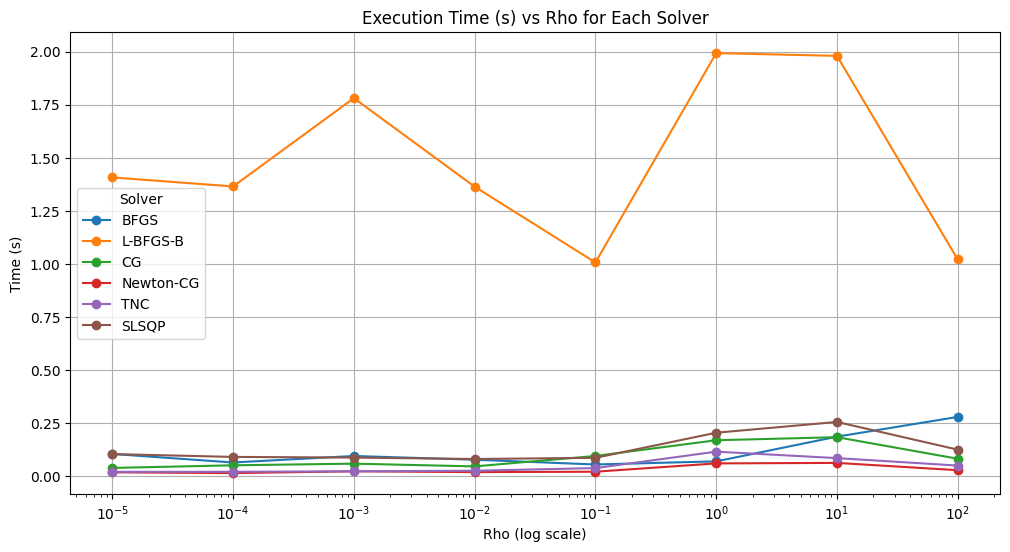 Execution Time (s) vs Rho for Each Solver
Time (s)
2.00
1.75
1.50
1.25
1.00
0.75
0.50
0.25
0.00
Solver
BFGS
L-BFGS-B
CG
Newton-CG
TNC
SLSQP
10⁻⁵ 10⁻⁴ 10⁻³ 10⁻² 10⁻¹ 10⁰ 10¹ 10²
Rho (log scale)